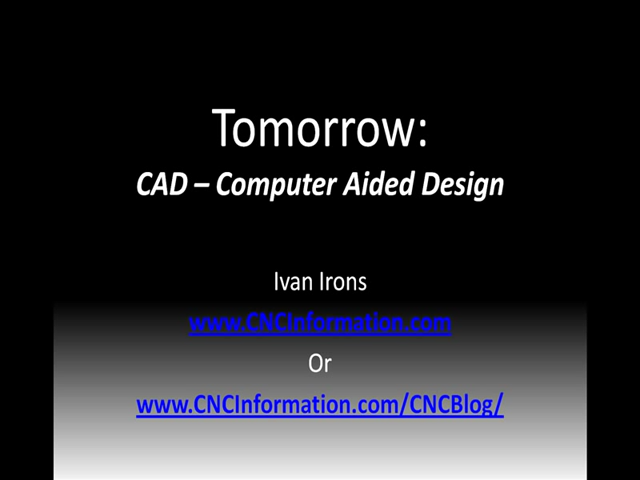 Tomorrow:
CAD – Computer Aided Design
Ivan Irons
www.CNCInformation.com
Or
www.CNCInformation.com/CNCBlog/